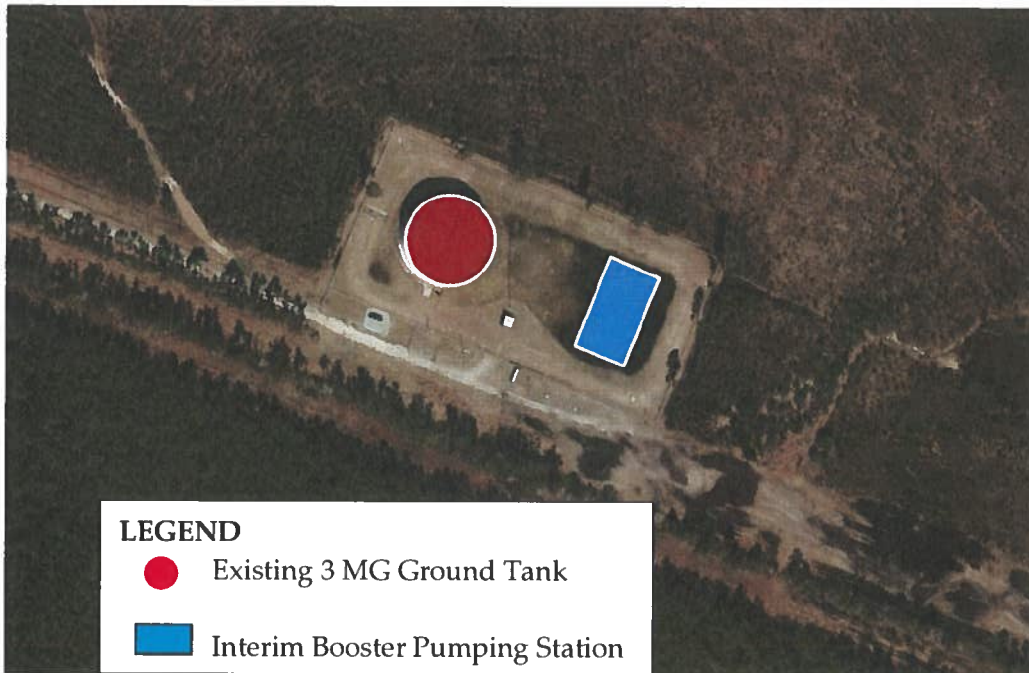 LEGEND
Existing 3 MG Ground Tank
Interim Booster Pumping Station